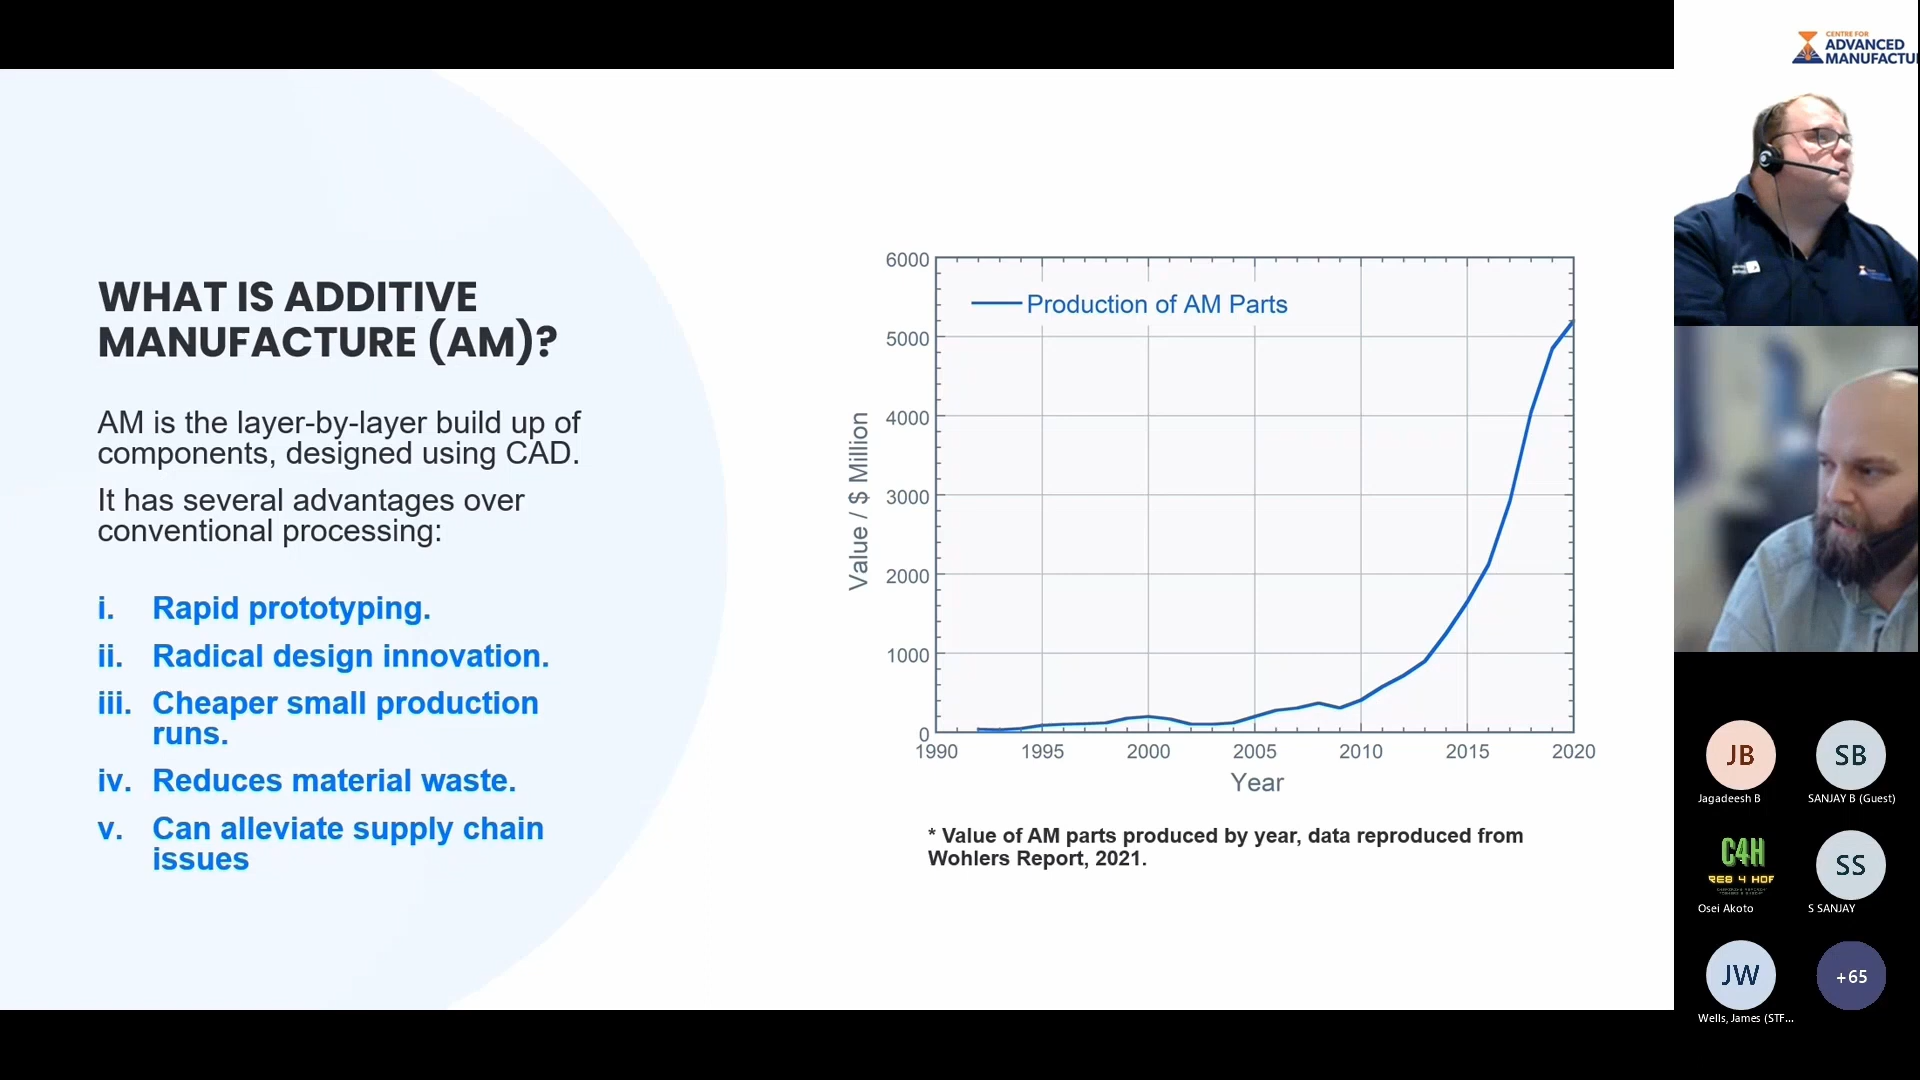 WHAT IS ADDITIVE
MANUFACTURE (AM)?
AM is the layer-by-layer build up of
components, designed using CAD.
It has several advantages over
conventional processing:
i. Rapid prototyping.
ii. Radical design innovation.
iii. Cheaper small production
runs.
iv. Reduces material waste.
v. Can alleviate supply chain
issues
Production of AM Parts
Value / $ Million
6000
5000
4000
3000
2000
1000
0
1990 1995 2000 2005 2010 2015 2020
Year
* Value of AM parts produced by year, data reproduced from
Wohlers Report, 2021.
CENTRE FOR
ADVANCED
MANUFACTU
JB
Jagadeesh B
SB
SANJAY B (Guest)
C4H
Osei Akoto
SS
S SANJAY
JW
Wells, James (STF...
+65